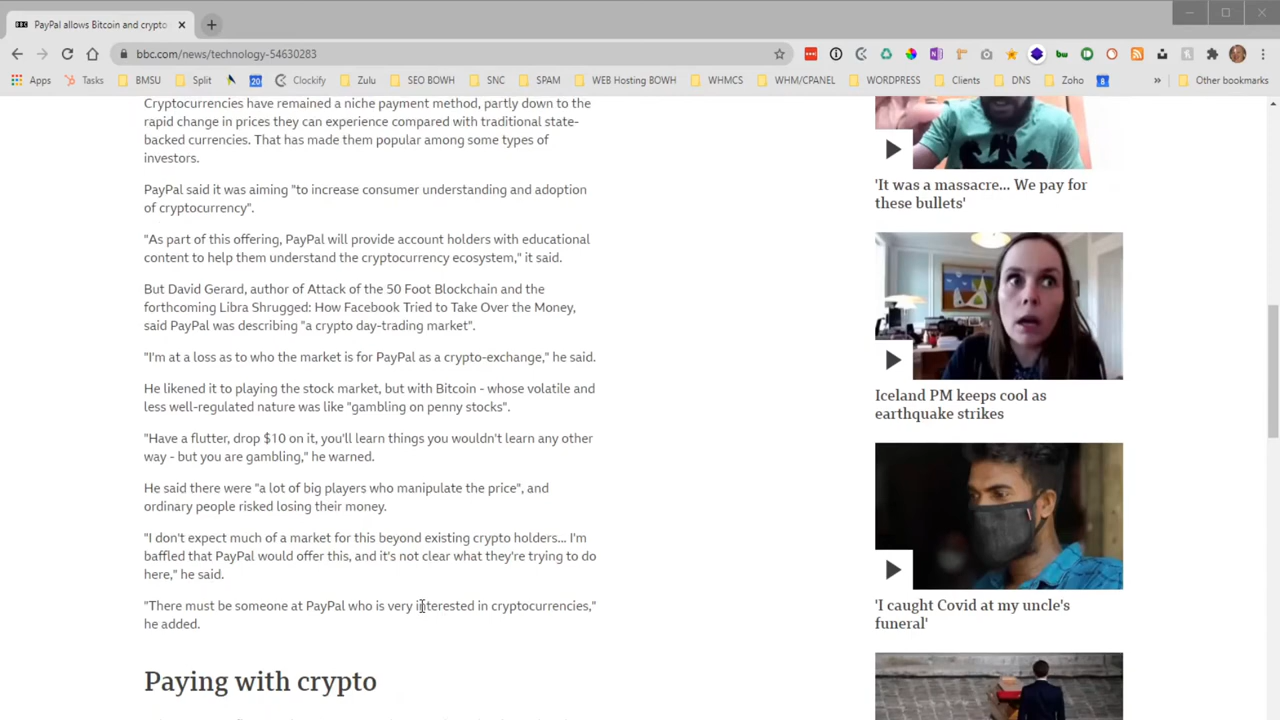 PayPal allows Bitcoin and crypto
bbc.com/news/technology-54630283
Apps Tasks BMSU Split 20 Clockify Zulu SEO BOWH SNC SPAM WEB Hosting BOWH WHMCS WHM/CPANEL WORDPRESS Clients DNS Zoho B » Other bookmarks
Cryptocurrencies have remained a niche payment method, partly down to the
rapid change in prices they can experience compared with traditional state-
backed currencies. That has made them popular among some types of
investors.
PayPal said it was aiming "to increase consumer understanding and adoption
of cryptocurrency".
"As part of this offering, PayPal will provide account holders with educational
content to help them understand the cryptocurrency ecosystem," it said.
But David Gerard, author of Attack of the 50 Foot Blockchain and the
forthcoming Libra Shrugged: How Facebook Tried to Take Over the Money,
said PayPal was describing "a crypto day-trading market".
"I'm at a loss as to who the market is for PayPal as a crypto-exchange," he said.
He likened it to playing the stock market, but with Bitcoin - whose volatile and
less well-regulated nature was like "gambling on penny stocks".
"Have a flutter, drop $10 on it, you'll learn things you wouldn't learn any other
way - but you are gambling," he warned.
He said there were "a lot of big players who manipulate the price", and
ordinary people risked losing their money.
"I don't expect much of a market for this beyond existing crypto holders... I'm
baffled that PayPal would offer this, and it's not clear what they're trying to do
here," he said.
"There must be someone at PayPal who is very interested in cryptocurrencies,"
he added.
Paying with crypto
'It was a massacre... We pay for
these bullets'
Iceland PM keeps cool as
earthquake strikes
'I caught Covid at my uncle's
funeral'